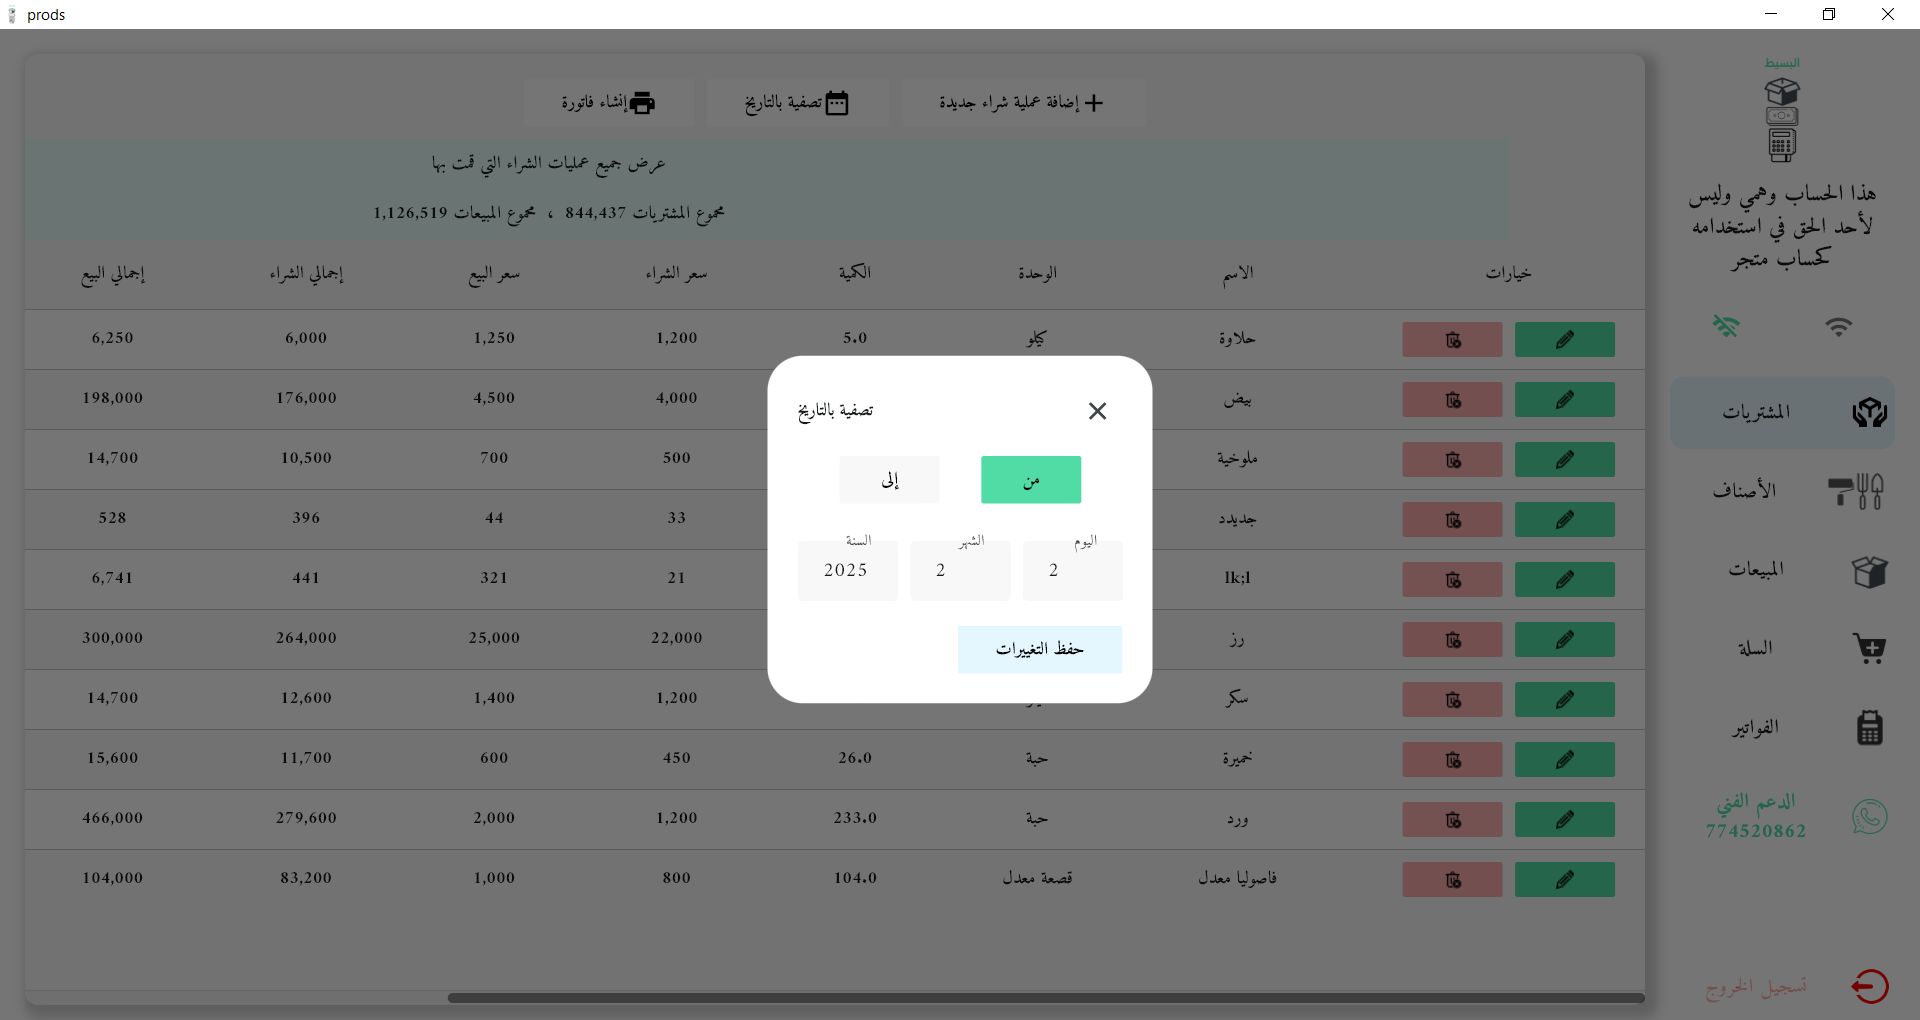 prods
البسيط
هذا الحساب وهمي وليس
لأحد الحق في استخدامه
كحساب متجر
المشتريات
الأصناف
المبيعات
السلة
الفواتير
الدعم الفني
774520862
تسجيل الخروج
إضافة عملية شراء جديدة
تصفية بالتاريخ
إنشاء فاتورة
عرض جميع عمليات الشراء التي قمت بها
مجموع المشتريات 844,437 ، مجموع المبيعات 1,126,519
خيارات الاسم الوحدة الكمية سعر الشراء سعر البيع إجمالي الشراء إجمالي البيع
حلاوة كيلو 5.0 1,200 1,250 6,000 6,250
بيض 4,000 4,500 176,000 198,000
ملوخية 500 700 10,500 14,700
جديدد 33 44 396 528
lk;l 21 321 441 6,741
رز 22,000 25,000 264,000 300,000
سكر 1,200 1,400 12,600 14,700
خميرة حبة 26.0 450 600 11,700 15,600
ورد حبة 233.0 1,200 2,000 279,600 466,000
فاصوليا معدل قصعة معدل 104.0 800 1,000 83,200 104,000
تصفية بالتاريخ
من إلى
اليوم الشهر السنة
2 2 2025
حفظ التغييرات